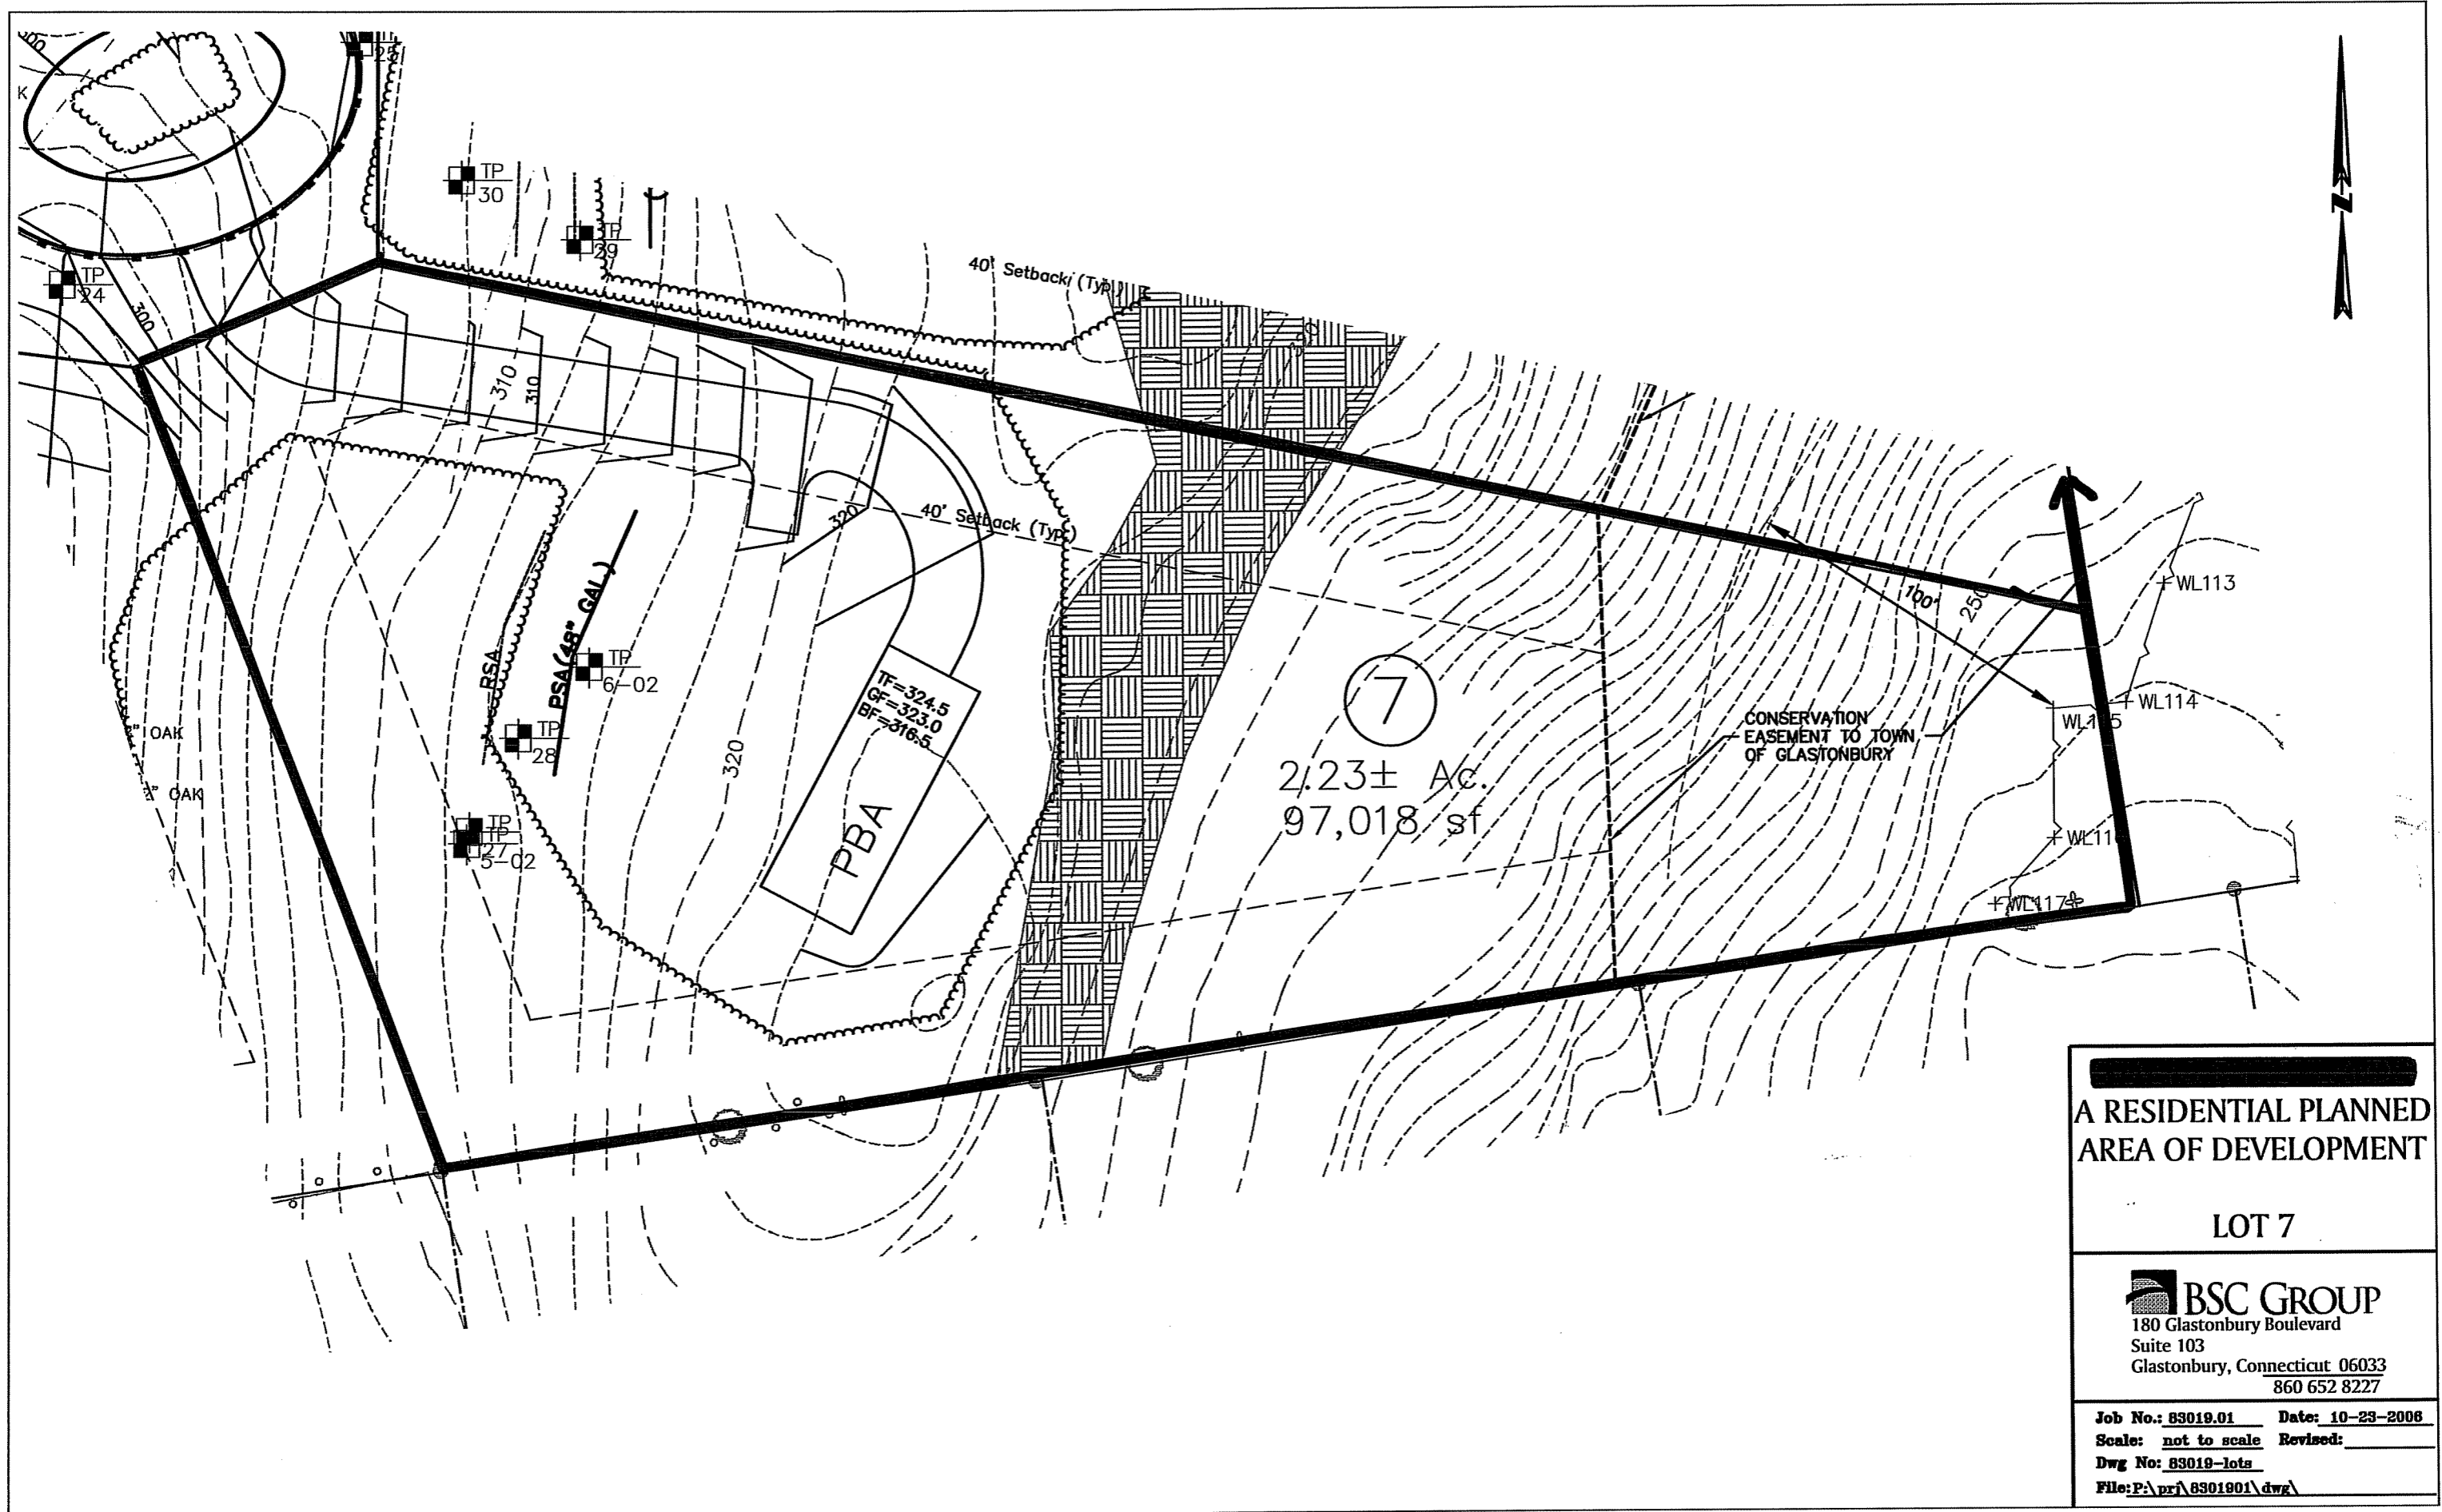 TP
25
TP
30
TP
29
TP
24
300
40' Setback (Typ.)
310
310
320
40' Setback (Typ.)
RSA
PSA(48" GAL.)
TP
6-02
TP
28
TP
27
TP
5-02
OAK
OAK
320
TF=324.5
GF=323.0
BF=316.5
PBA
7
2.23± Ac.
97,018 sf
CONSERVATION
EASEMENT TO TOWN
OF GLASTONBURY
100'
250
WL113
WL114
WL115
WL117
N
A RESIDENTIAL PLANNED
AREA OF DEVELOPMENT
LOT 7
BSC GROUP
180 Glastonbury Boulevard
Suite 103
Glastonbury, Connecticut 06033
860 652 8227
Job No.: 83019.01 Date: 10-23-2006
Scale: not to scale Revised:
Dwg No: 83019-lots
File: P:\prj\8301901\dwg\